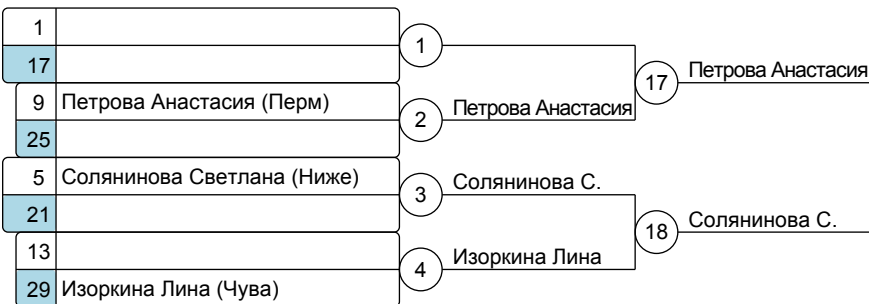 1
17
9 Петрова Анастасия (Перм)
25
5 Солянинова Светлана (Ниже)
21
13
29 Изоркина Лина (Чува)
1
2
3
4
Петрова Анастасия
Солянинова С.
Изоркина Лина
17
18
Петрова Анастасия
Солянинова С.